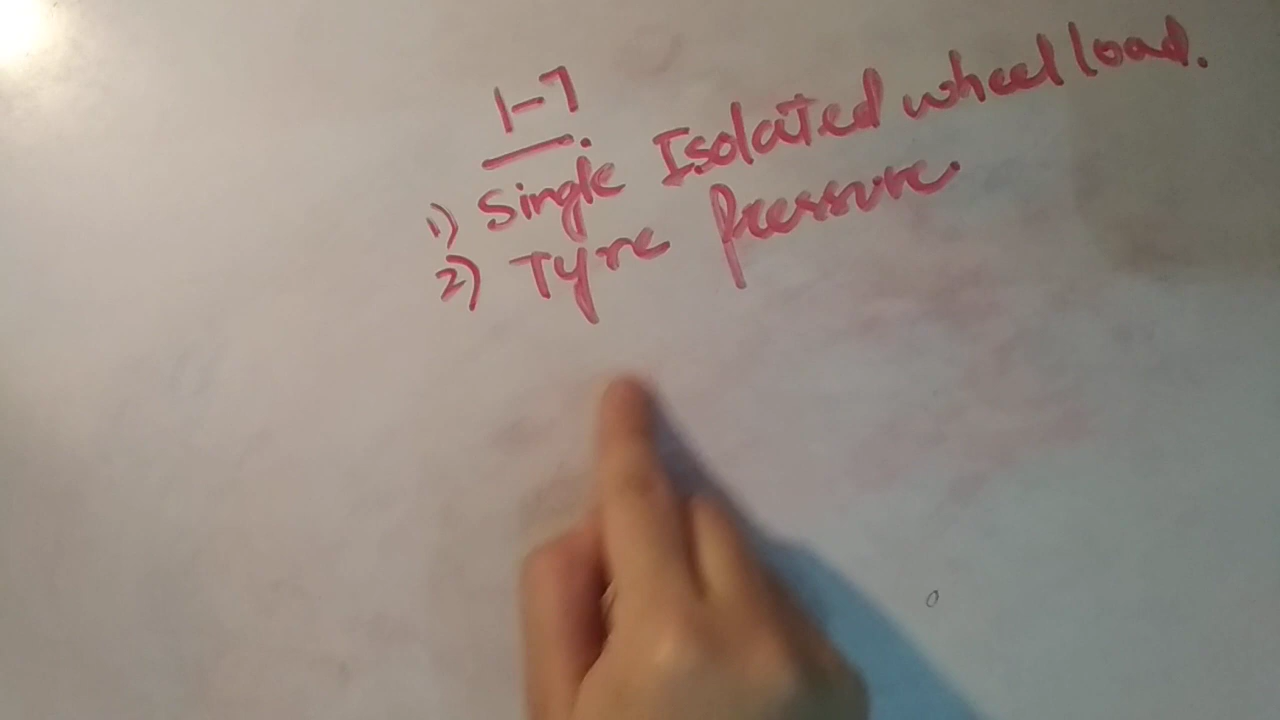 1-7.
1) Single Isolated wheel load.
2) Tyre Pressure.